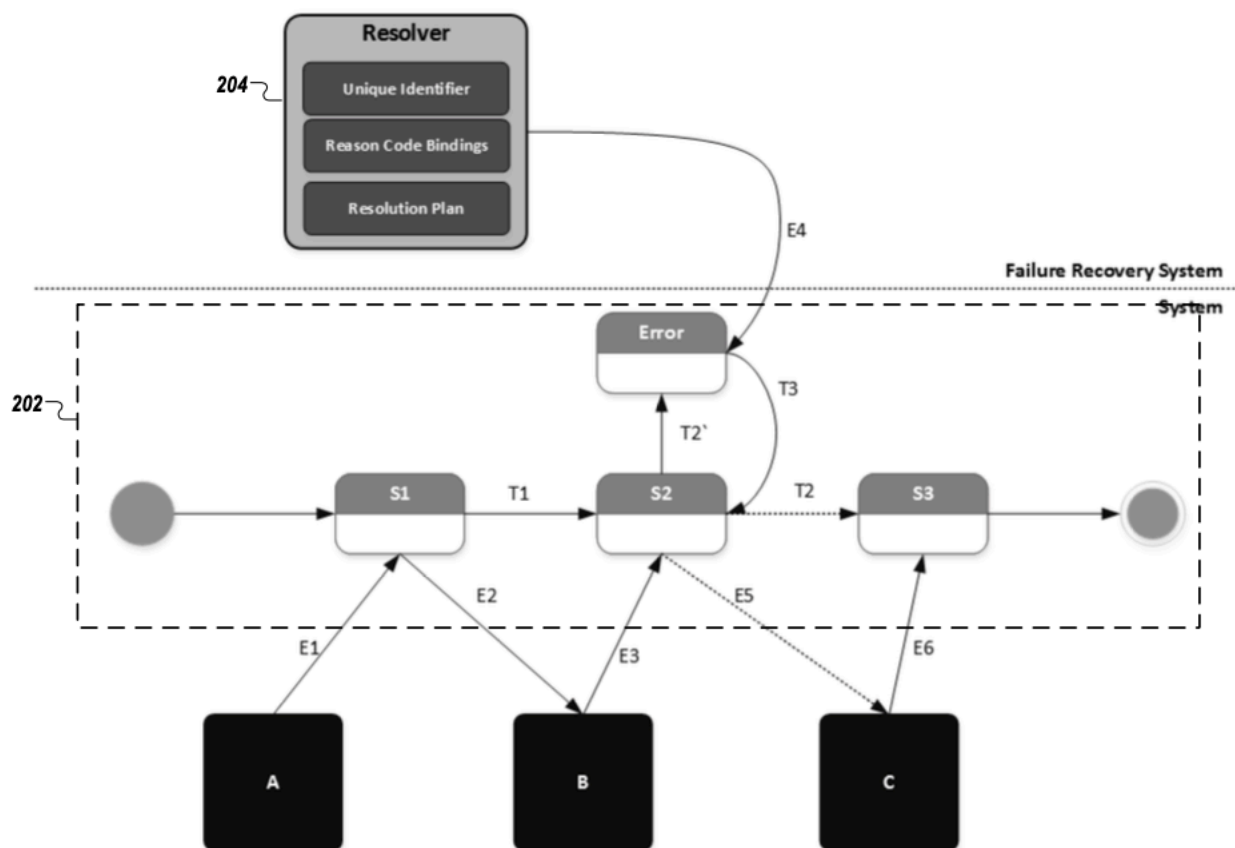 Resolver
204
Unique Identifier
Reason Code Bindings
Resolution Plan
E4
Failure Recovery System
System
Error
202
T3
T2`
S1
T1
S2
T2
S3
E2
E5
E1
E3
E6
A
B
C